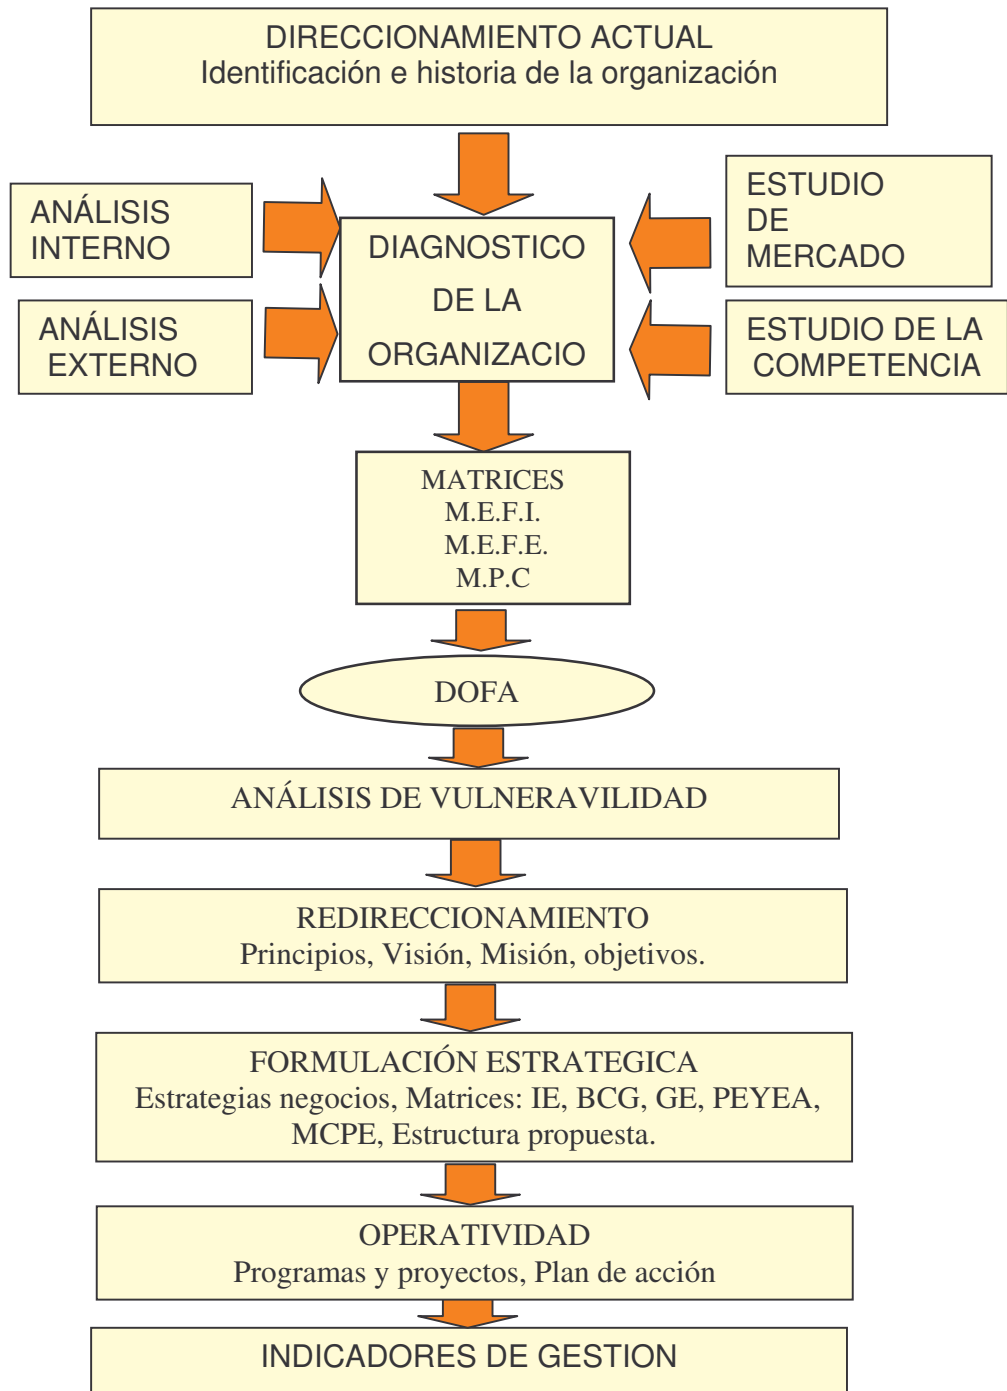 DIRECCIONAMIENTO ACTUAL
Identificación e historia de la organización
ANÁLISIS
INTERNO
ESTUDIO
DE
MERCADO
DIAGNOSTICO
DE LA
ORGANIZACIO
ANÁLISIS
EXTERNO
ESTUDIO DE LA
COMPETENCIA
MATRICES
M.E.F.I.
M.E.F.E.
M.P.C
DOFA
ANÁLISIS DE VULNERAVILIDAD
REDIRECCIONAMIENTO
Principios, Visión, Misión, objetivos.
FORMULACIÓN ESTRATEGICA
Estrategias negocios, Matrices: IE, BCG, GE, PEYEA,
MCPE, Estructura propuesta.
OPERATIVIDAD
Programas y proyectos, Plan de acción
INDICADORES DE GESTION